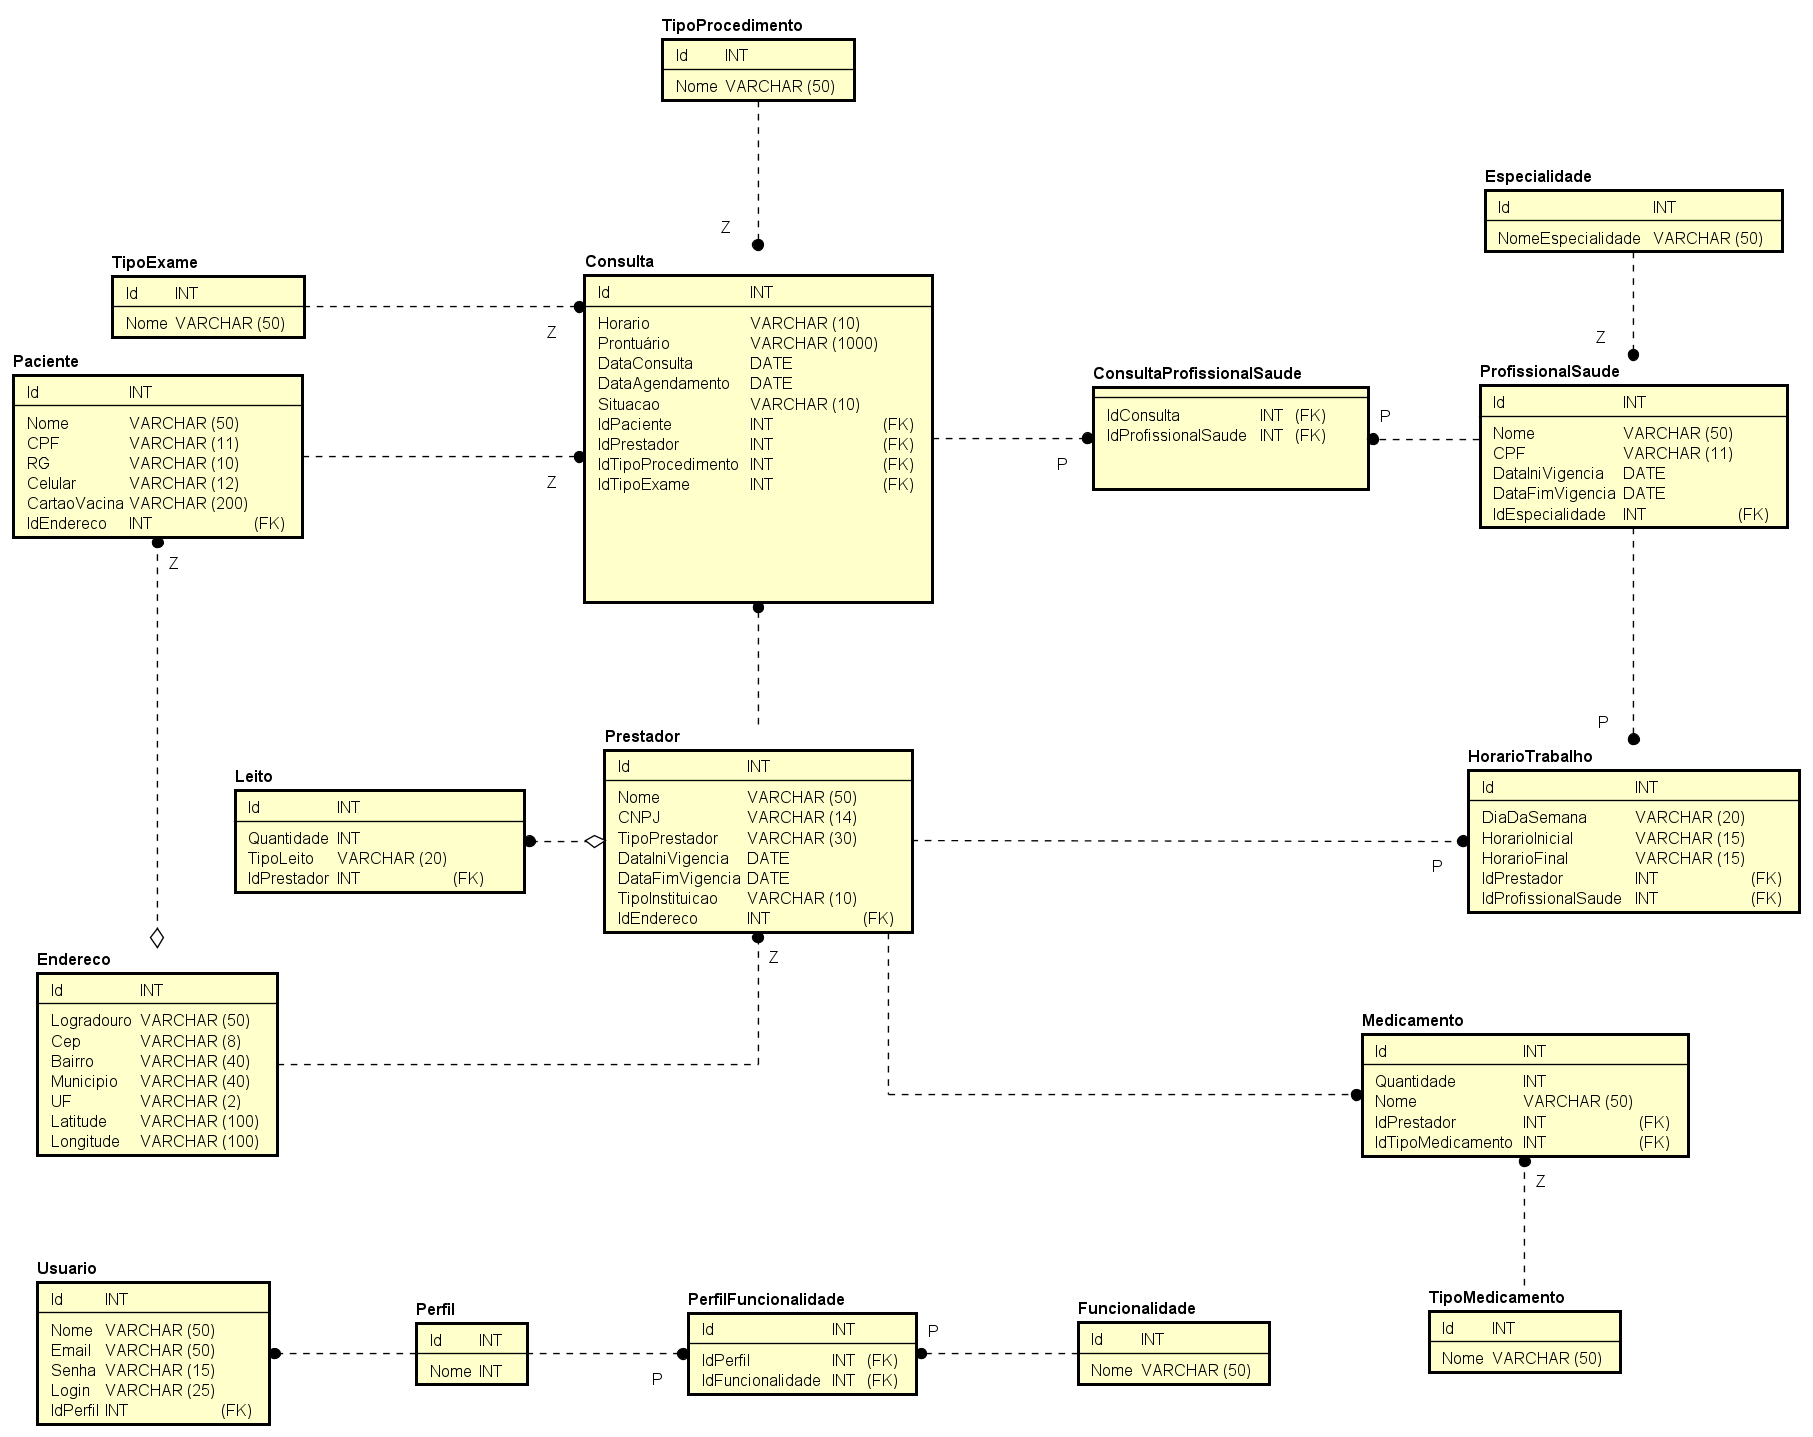 TipoProcedimento
Id INT
Nome VARCHAR (50)
Z
Especialidade
Id INT
NomeEspecialidade VARCHAR (50)
Z
TipoExame
Id INT
Nome VARCHAR (50)
Z
Consulta
Id INT
Horario VARCHAR (10)
Prontuário VARCHAR (1000)
DataConsulta DATE
DataAgendamento DATE
Situacao VARCHAR (10)
IdPaciente INT (FK)
IdPrestador INT (FK)
IdTipoProcedimento INT (FK)
IdTipoExame INT (FK)
Paciente
Id INT
Nome VARCHAR (50)
CPF VARCHAR (11)
RG VARCHAR (10)
Celular VARCHAR (12)
CartaoVacina VARCHAR (200)
IdEndereco INT (FK)
Z
Z
ConsultaProfissionalSaude
IdConsulta INT (FK)
IdProfissionalSaude INT (FK)
P
P
ProfissionalSaude
Id INT
Nome VARCHAR (50)
CPF VARCHAR (11)
DataIniVigencia DATE
DataFimVigencia DATE
IdEspecialidade INT (FK)
P
Prestador
Id INT
Nome VARCHAR (50)
CNPJ VARCHAR (14)
TipoPrestador VARCHAR (30)
DataIniVigencia DATE
DataFimVigencia DATE
TipoInstituicao VARCHAR (10)
IdEndereco INT (FK)
Z
Leito
Id INT
Quantidade INT
TipoLeito VARCHAR (20)
IdPrestador INT (FK)
HorarioTrabalho
Id INT
DiaDaSemana VARCHAR (20)
HorarioInicial VARCHAR (15)
HorarioFinal VARCHAR (15)
IdPrestador INT (FK)
IdProfissionalSaude INT (FK)
P
Endereco
Id INT
Logradouro VARCHAR (50)
Cep VARCHAR (8)
Bairro VARCHAR (40)
Municipio VARCHAR (40)
UF VARCHAR (2)
Latitude VARCHAR (100)
Longitude VARCHAR (100)
Medicamento
Id INT
Quantidade INT
Nome VARCHAR (50)
IdPrestador INT (FK)
IdTipoMedicamento INT (FK)
Z
Usuario
Id INT
Nome VARCHAR (50)
Email VARCHAR (50)
Senha VARCHAR (15)
Login VARCHAR (25)
IdPerfil INT (FK)
Perfil
Id INT
Nome INT
P
PerfilFuncionalidade
Id INT
IdPerfil INT (FK)
IdFuncionalidade INT (FK)
P
Funcionalidade
Id INT
Nome VARCHAR (50)
TipoMedicamento
Id INT
Nome VARCHAR (50)